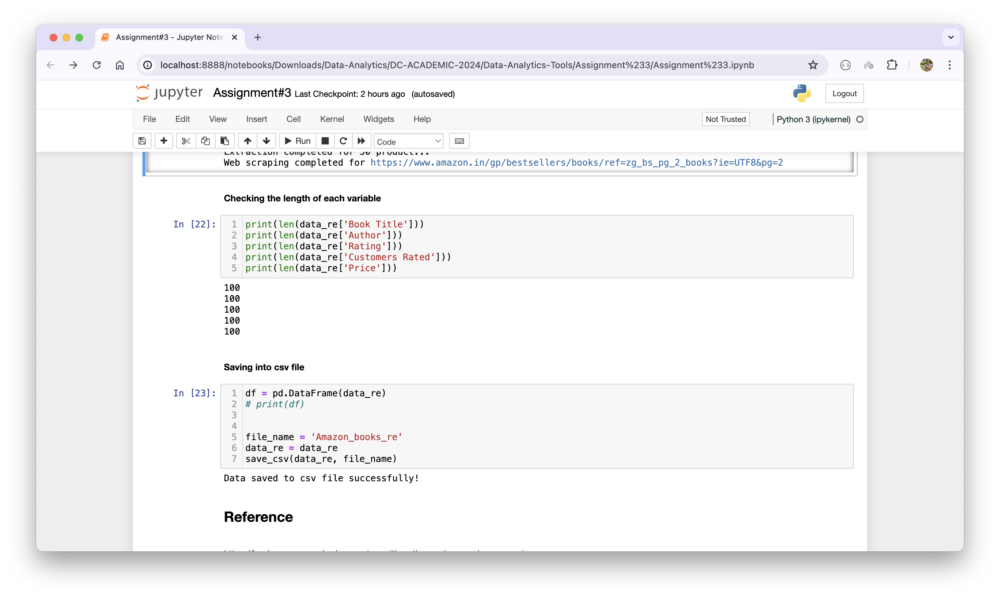 Assignment#3 - Jupyter Note
localhost:8888/notebooks/Downloads/Data-Analytics/DC-ACADEMIC-2024/Data-Analytics-Tools/Assignment%233/Assignment%233.ipynb
jupyter Assignment#3 Last Checkpoint: 2 hours ago (autosaved)
Logout
File Edit View Insert Cell Kernel Widgets Help
Not Trusted
Python 3 (ipykernel)
Run
Code
Extraction completed for 50 product...
Web scraping completed for https://www.amazon.in/gp/bestsellers/books/ref=zg_bs_pg_2_books?ie=UTF8&pg=2
Checking the length of each variable
In [22]:
1 print(len(data_re['Book Title']))
2 print(len(data_re['Author']))
3 print(len(data_re['Rating']))
4 print(len(data_re['Customers Rated']))
5 print(len(data_re['Price']))
100
100
100
100
100
Saving into csv file
In [23]:
1 df = pd.DataFrame(data_re)
2 # print(df)
3
4
5 file_name = 'Amazon_books_re'
6 data_re = data_re
7 save_csv(data_re, file_name)
Data saved to csv file successfully!
Reference